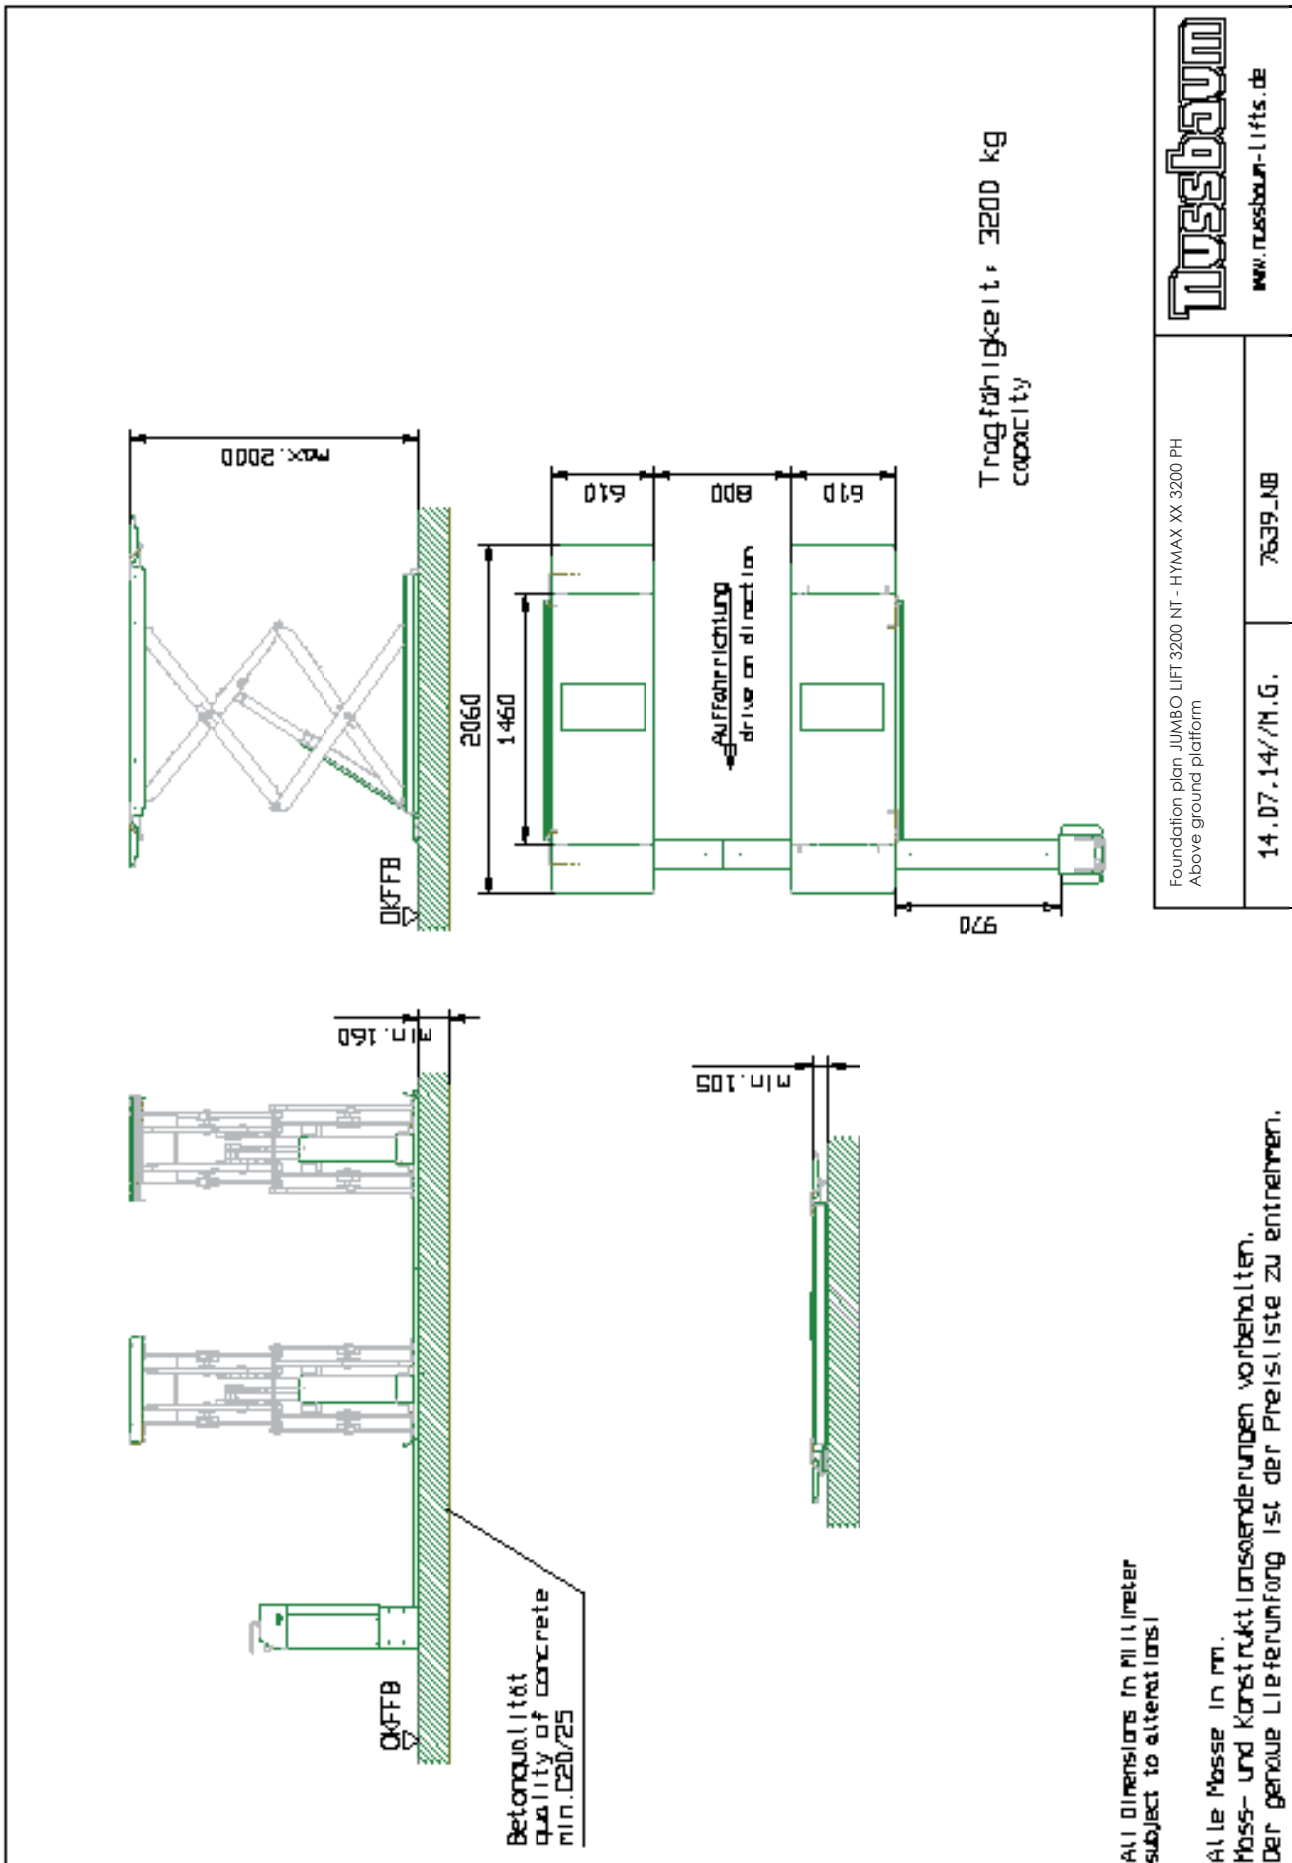 OKFFB
min.160
OKFFB
max.2000
Betonqualität
quality of concrete
min.C20/25
min.105
2060
1460
610
800
610
Auffahrrichtung
drive on direction
970
Tragfähigkeit: 3200 kg
capacity
All Dimensions in Millimeter
subject to alterations!
Alle Masse in mm.
Mass- und Konstruktionsaenderungen vorbehalten.
Der genaue Lieferumfang ist der Preisliste zu entnehmen.
Foundation plan JUMBO LIFT 3200 NT - HYMAX XX 3200 PH
Above ground platform
14.07.14//M.G.
7639_NB
Nussbaum
www.nussbaum-lifts.de